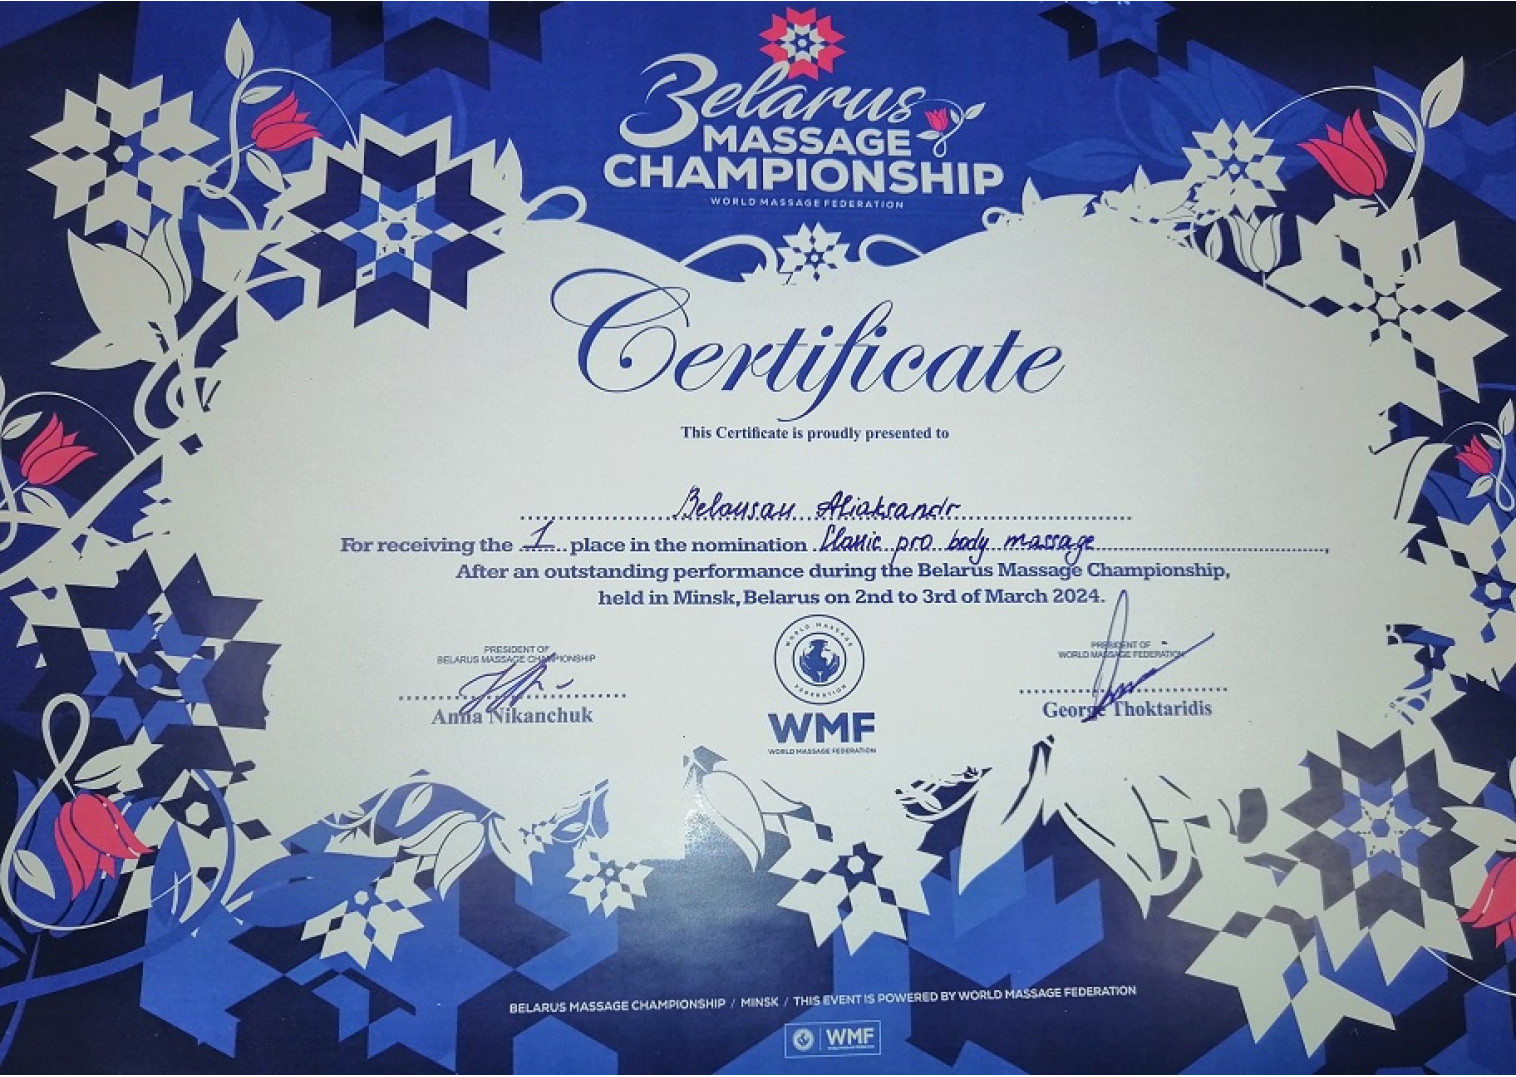 Belarus
MASSAGE
CHAMPIONSHIP
WORLD MASSAGE FEDERATION
Certificate
This Certificate is proudly presented to
Belousau Aliaksandr
For receiving the 1 place in the nomination Classic pro body massage,
After an outstanding performance during the Belarus Massage Championship,
held in Minsk, Belarus on 2nd to 3rd of March 2024.
PRESIDENT OF
BELARUS MASSAGE CHAMPIONSHIP
Anna Nikanchuk
WORLD MASSAGE
FEDERATION
WMF
WORLD MASSAGE FEDERATION
PRESIDENT OF
WORLD MASSAGE FEDERATION
George Thoktaridis
BELARUS MASSAGE CHAMPIONSHIP / MINSK / THIS EVENT IS POWERED BY WORLD MASSAGE FEDERATION
WMF